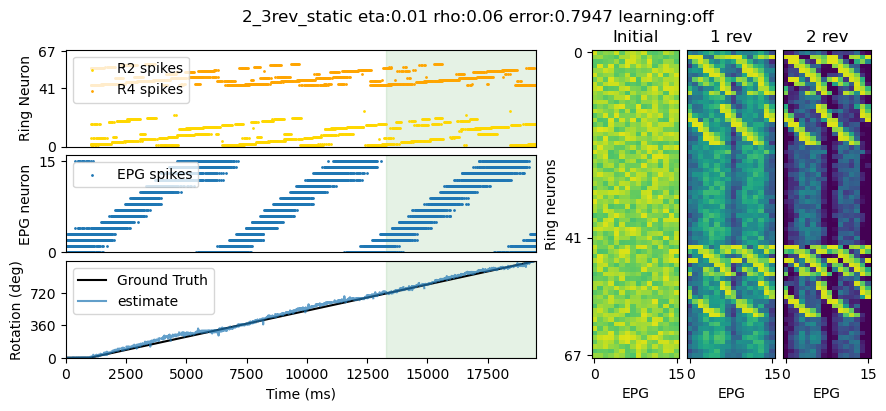 2_3rev_static eta:0.01 rho:0.06 error:0.7947 learning:off
Initial
1 rev
2 rev
Ring Neuron
67
41
0
R2 spikes
R4 spikes
EPG neuron
15
0
EPG spikes
Rotation (deg)
720
360
0
Ground Truth
estimate
0 2500 5000 7500 10000 12500 15000 17500
Time (ms)
Ring neurons
0
41
67
0 15 0 15 0 15
EPG EPG EPG